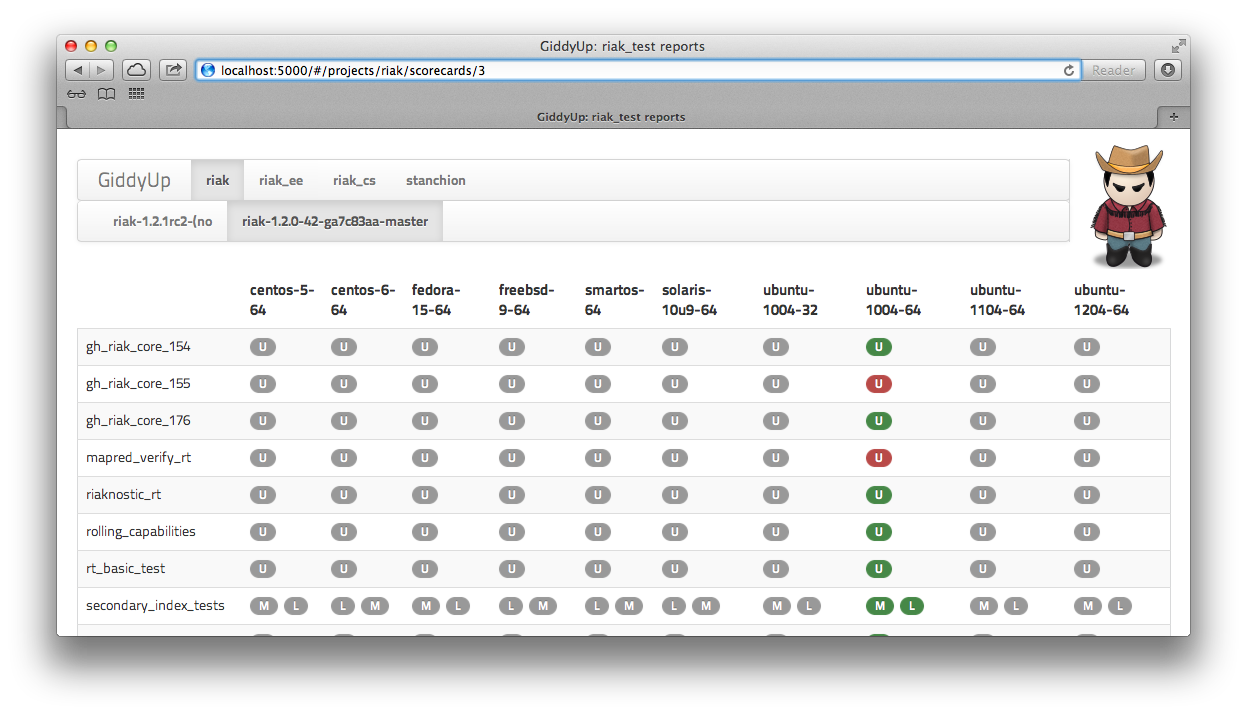 GiddyUp: riak_test reports
localhost:5000/#/projects/riak/scorecards/3 Reader
GiddyUp: riak_test reports +
GiddyUp riak riak_ee riak_cs stanchion
riak-1.2.1rc2-(no riak-1.2.0-42-ga7c83aa-master
centos-5- centos-6- fedora- freebsd- smartos- solaris- ubuntu- ubuntu- ubuntu- ubuntu-
64 64 15-64 9-64 64 10u9-64 1004-32 1004-64 1104-64 1204-64
gh_riak_core_154 U U U U U U U U U U
gh_riak_core_155 U U U U U U U U U U
gh_riak_core_176 U U U U U U U U U U
mapred_verify_rt U U U U U U U U U U
riaknostic_rt U U U U U U U U U U
rolling_capabilities U U U U U U U U U U
rt_basic_test U U U U U U U U U U
secondary_index_tests M L L M M L L M L M L M M L M L M L M L